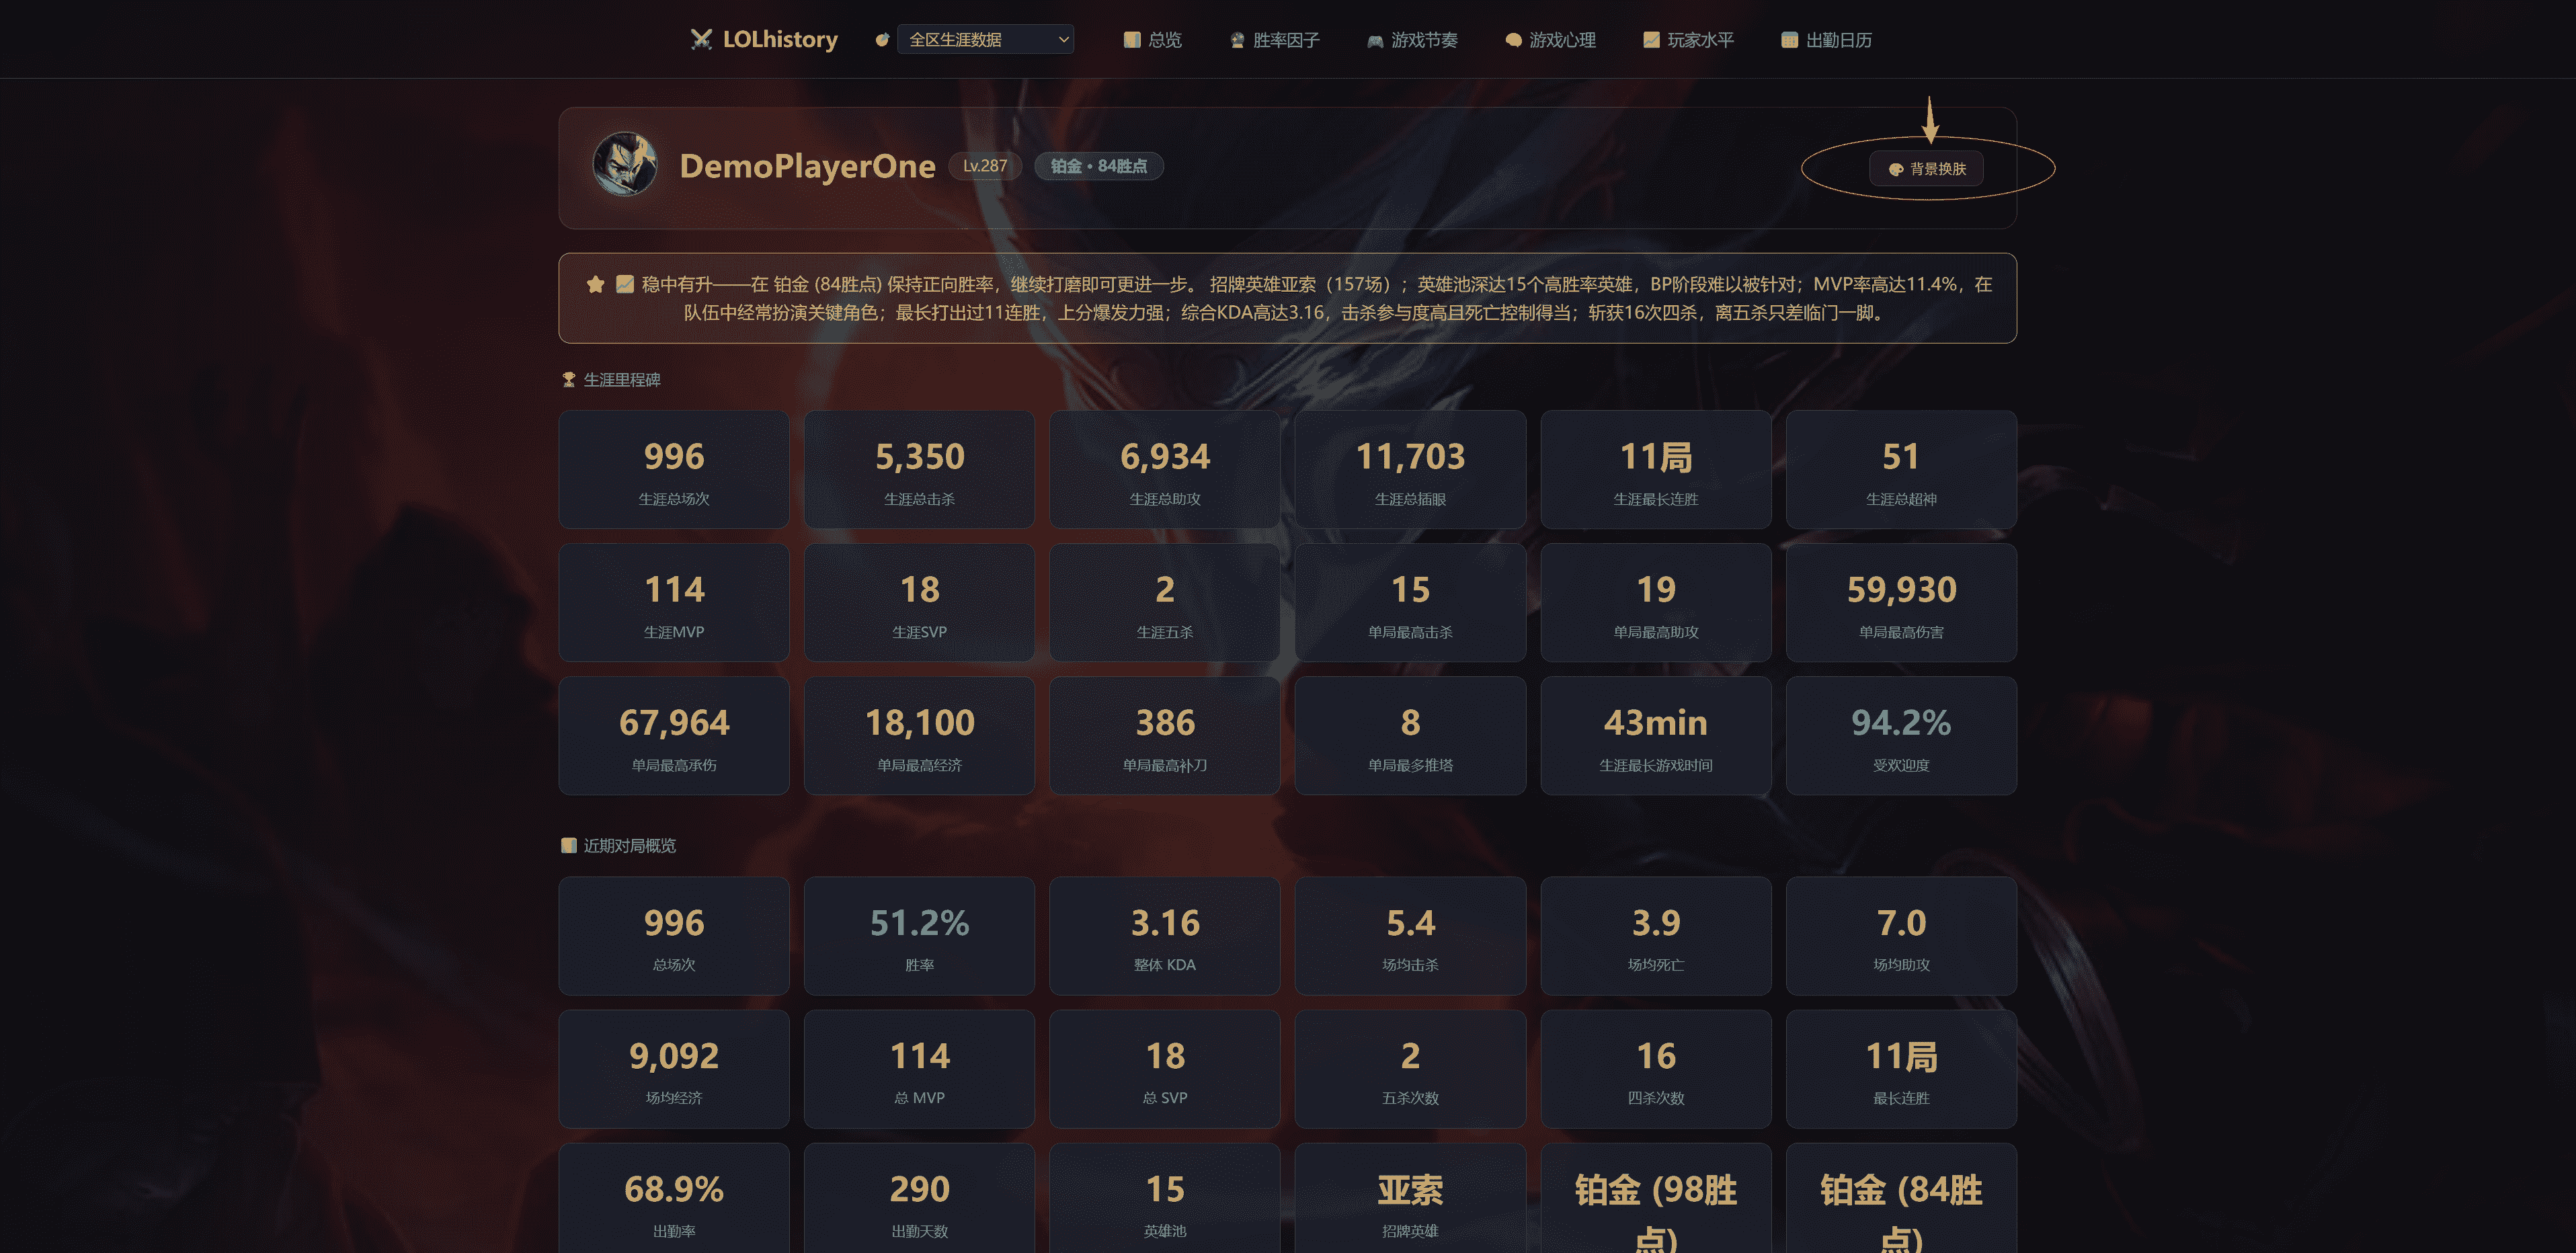 LOLhistory
全区生涯数据
总览
胜率因子
游戏节奏
游戏心理
玩家水平
出勤日历
DemoPlayerOne
Lv.287
铂金 • 84胜点
背景换肤
稳中有升——在 铂金 (84胜点) 保持正向胜率，继续打磨即可更进一步。 招牌英雄亚索（157场）；英雄池深达15个高胜率英雄，BP阶段难以被针对；MVP率高达11.4%，在
队伍中经常扮演关键角色；最长打出过11连胜，上分爆发力强；综合KDA高达3.16，击杀参与度高且死亡控制得当；斩获16次四杀，离五杀只差临门一脚。
生涯里程碑
996
5,350
6,934
11,703
11局
51
生涯总场次
生涯总击杀
生涯总助攻
生涯总插眼
生涯最长连胜
生涯总超神
114
18
2
15
19
59,930
生涯MVP
生涯SVP
生涯五杀
单局最高击杀
单局最高助攻
单局最高伤害
67,964
18,100
386
8
43min
94.2%
单局最高承伤
单局最高经济
单局最高补刀
单局最多推塔
生涯最长游戏时间
受欢迎度
近期对局概览
996
51.2%
3.16
5.4
3.9
7.0
总场次
胜率
整体 KDA
场均击杀
场均死亡
场均助攻
9,092
114
18
2
16
11局
场均经济
总 MVP
总 SVP
五杀次数
四杀次数
最长连胜
68.9%
290
15
亚索
铂金 (98胜
点)
铂金 (84胜
点)
出勤率
出勤天数
英雄池
招牌英雄